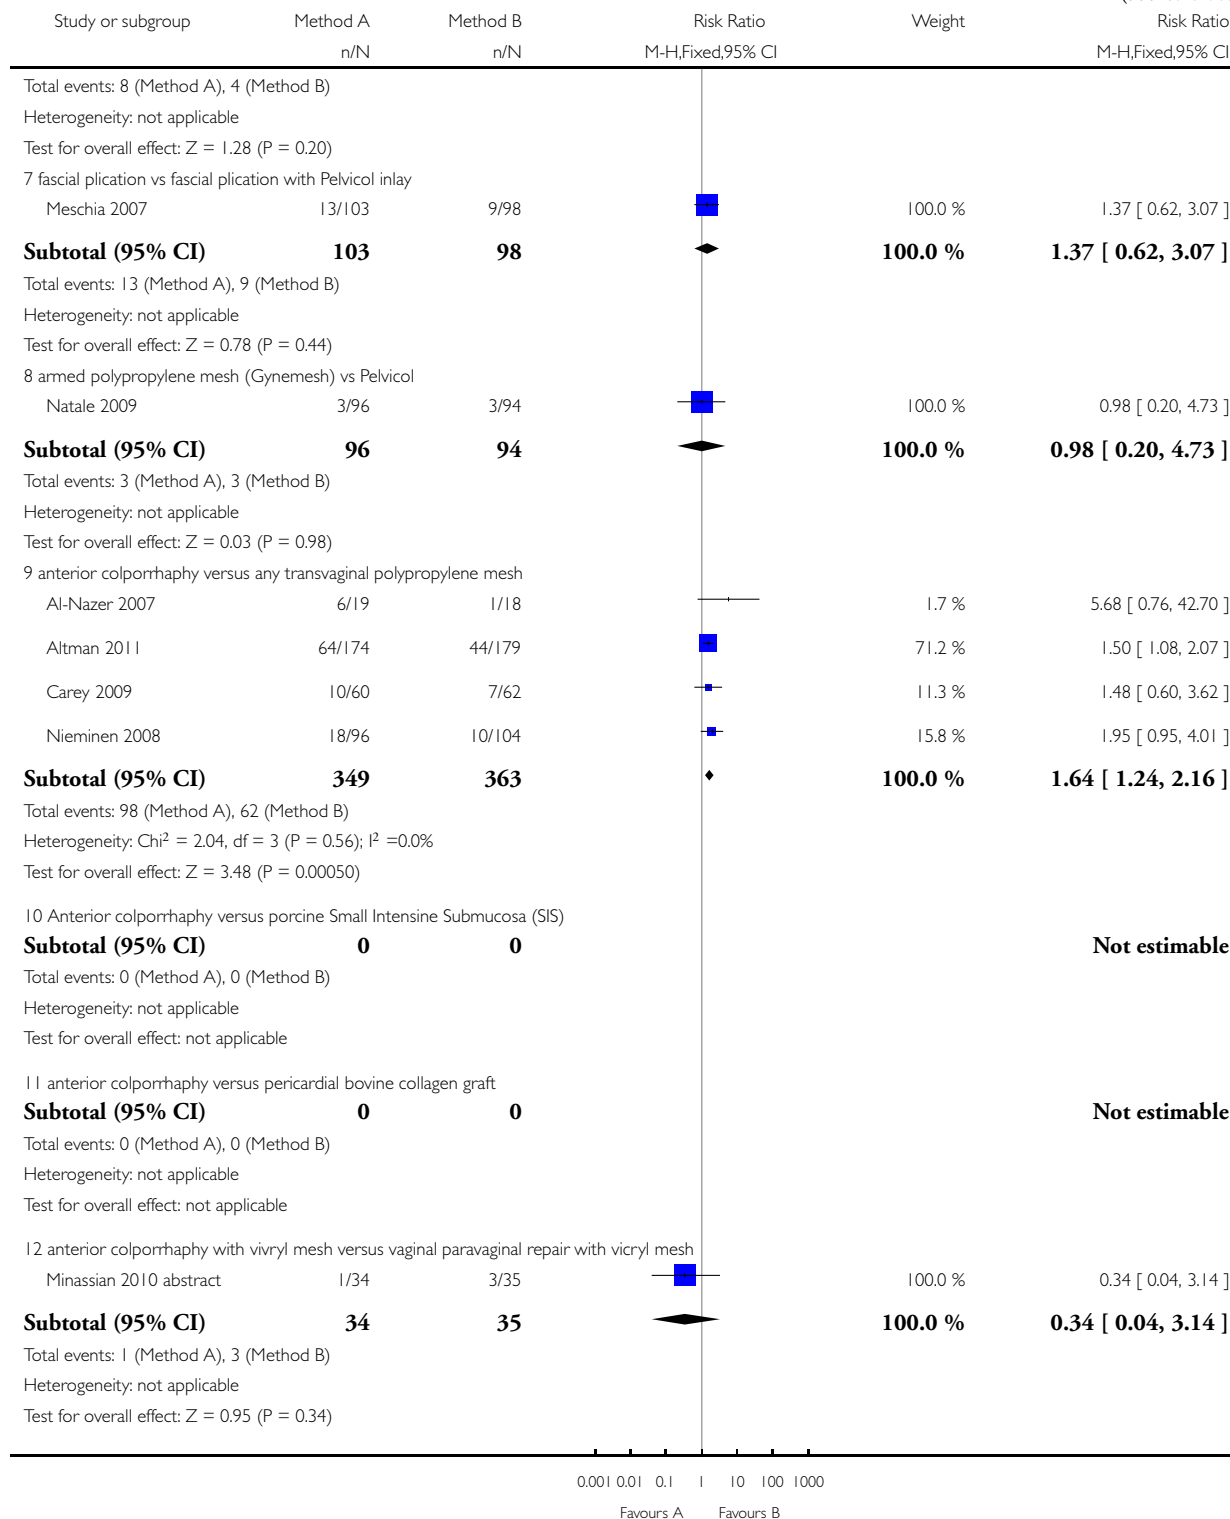 Study or subgroup Method A Method B Risk Ratio Weight Risk Ratio
n/N n/N M-H,Fixed,95% CI M-H,Fixed,95% CI
Total events: 8 (Method A), 4 (Method B)
Heterogeneity: not applicable
Test for overall effect: Z = 1.28 (P = 0.20)
7 fascial plication vs fascial plication with Pelvicol inlay
Meschia 2007 13/103 9/98 100.0 % 1.37 [ 0.62, 3.07 ]
Subtotal (95% CI) 103 98 100.0 % 1.37 [ 0.62, 3.07 ]
Total events: 13 (Method A), 9 (Method B)
Heterogeneity: not applicable
Test for overall effect: Z = 0.78 (P = 0.44)
8 armed polypropylene mesh (Gynemesh) vs Pelvicol
Natale 2009 3/96 3/94 100.0 % 0.98 [ 0.20, 4.73 ]
Subtotal (95% CI) 96 94 100.0 % 0.98 [ 0.20, 4.73 ]
Total events: 3 (Method A), 3 (Method B)
Heterogeneity: not applicable
Test for overall effect: Z = 0.03 (P = 0.98)
9 anterior colporrhaphy versus any transvaginal polypropylene mesh
Al-Nazer 2007 6/19 1/18 1.7 % 5.68 [ 0.76, 42.70 ]
Altman 2011 64/174 44/179 71.2 % 1.50 [ 1.08, 2.07 ]
Carey 2009 10/60 7/62 11.3 % 1.48 [ 0.60, 3.62 ]
Nieminen 2008 18/96 10/104 15.8 % 1.95 [ 0.95, 4.01 ]
Subtotal (95% CI) 349 363 100.0 % 1.64 [ 1.24, 2.16 ]
Total events: 98 (Method A), 62 (Method B)
Heterogeneity: Chi² = 2.04, df = 3 (P = 0.56); I² =0.0%
Test for overall effect: Z = 3.48 (P = 0.00050)
10 Anterior colporrhaphy versus porcine Small Intensine Submucosa (SIS)
Subtotal (95% CI) 0 0 Not estimable
Total events: 0 (Method A), 0 (Method B)
Heterogeneity: not applicable
Test for overall effect: not applicable
11 anterior colporrhaphy versus pericardial bovine collagen graft
Subtotal (95% CI) 0 0 Not estimable
Total events: 0 (Method A), 0 (Method B)
Heterogeneity: not applicable
Test for overall effect: not applicable
12 anterior colporrhaphy with vivryl mesh versus vaginal paravaginal repair with vicryl mesh
Minassian 2010 abstract 1/34 3/35 100.0 % 0.34 [ 0.04, 3.14 ]
Subtotal (95% CI) 34 35 100.0 % 0.34 [ 0.04, 3.14 ]
Total events: 1 (Method A), 3 (Method B)
Heterogeneity: not applicable
Test for overall effect: Z = 0.95 (P = 0.34)
0.001 0.01 0.1 1 10 100 1000
Favours A Favours B